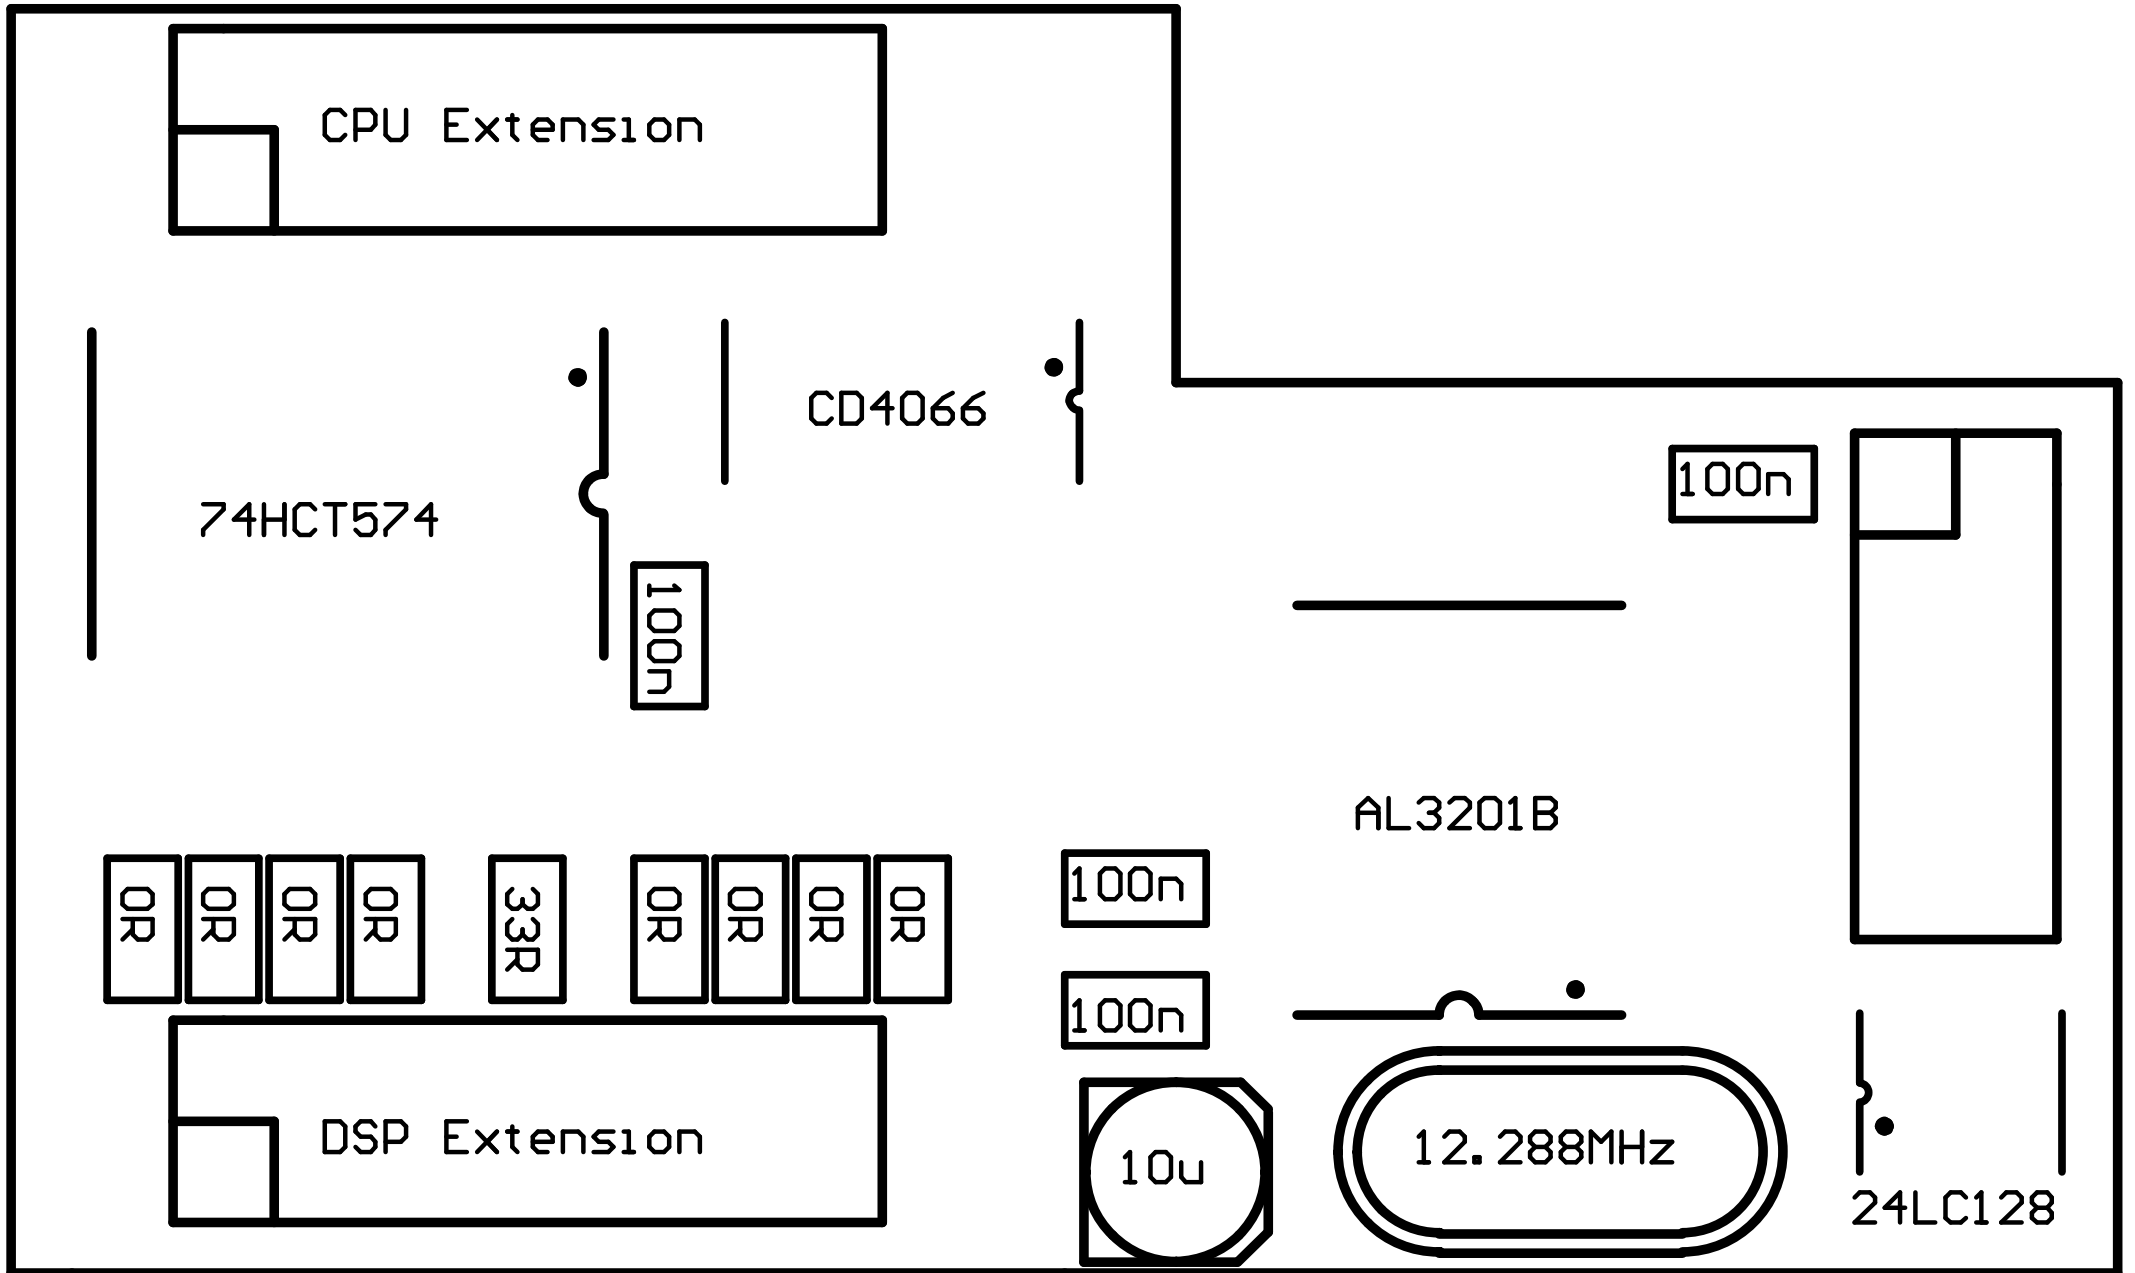 CPU Extension
CD4066
100n
74HCT574
100n
AL3201B
0R
0R
0R
0R
33R
0R
0R
0R
0R
100n
100n
DSP Extension
10u
12.288MHz
24LC128